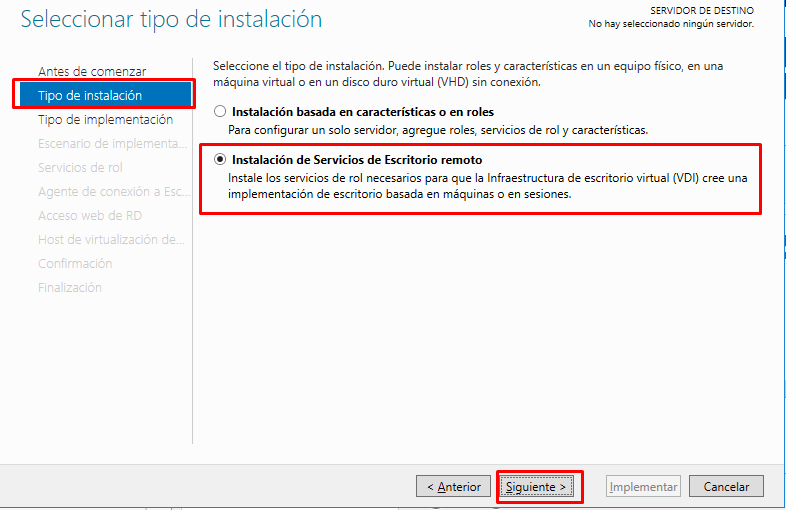 Seleccionar tipo de instalación
SERVIDOR DE DESTINO
No hay seleccionado ningún servidor.
Antes de comenzar
Tipo de instalación
Tipo de implementación
Escenario de implementa...
Servicios de rol
Agente de conexión a Esc...
Acceso web de RD
Host de virtualización de...
Confirmación
Finalización
Seleccione el tipo de instalación. Puede instalar roles y características en un equipo físico, en una
máquina virtual o en un disco duro virtual (VHD) sin conexión.
Instalación basada en características o en roles
Para configurar un solo servidor, agregue roles, servicios de rol y características.
Instalación de Servicios de Escritorio remoto
Instale los servicios de rol necesarios para que la Infraestructura de escritorio virtual (VDI) cree una
implementación de escritorio basada en máquinas o en sesiones.
< Anterior
Siguiente >
Implementar
Cancelar